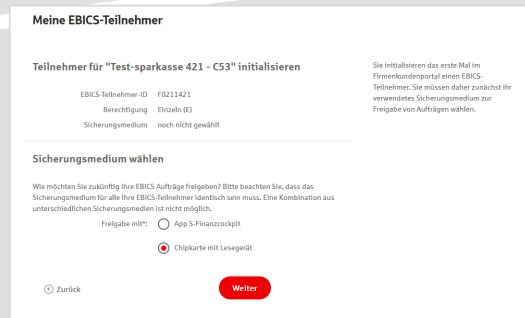 Meine EBICS-Teilnehmer
Teilnehmer für "Test-sparkasse 421 - C53" initialisieren
EBICS-Teilnehmer-ID F0211421
Berechtigung Einzeln (E)
Sicherungsmedium noch nicht gewählt
Sie initialisieren das erste Mal im
Firmenkundenportal einen EBICS-
Teilnehmer. Sie müssen daher zunächst Ihr
verwendetes Sicherungsmedium zur
Freigabe von Aufträgen wählen.
Sicherungsmedium wählen
Wie möchten Sie zukünftig Ihre EBICS Aufträge freigeben? Bitte beachten Sie, dass das
Sicherungsmedium für alle Ihre EBICS-Teilnehmer identisch sein muss. Eine Kombination aus
unterschiedlichen Sicherungsmedien ist nicht möglich.
Freigabe mit*: App S-Finanzcockpit
Chipkarte mit Lesegerät
Zurück
Weiter